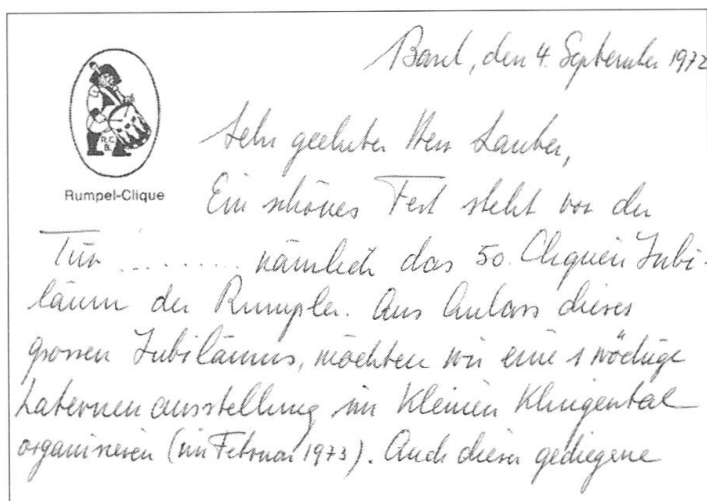 Basel, den 4. September 1972
R.C.
B.
Rumpel-Clique
Sehr geehrter Herr Lauber,
Ein schönes Fest steht vor der
Tür ......... nämlich das 50. Cliquen Jubi-
läum der Rumpler. Aus Anlass dieses
grossen Jubiläums, möchten wir eine 1 wöchige
Laternenausstellung im Kleinen Klingental
organisieren (im Februar 1973). Auch dieser gediegene